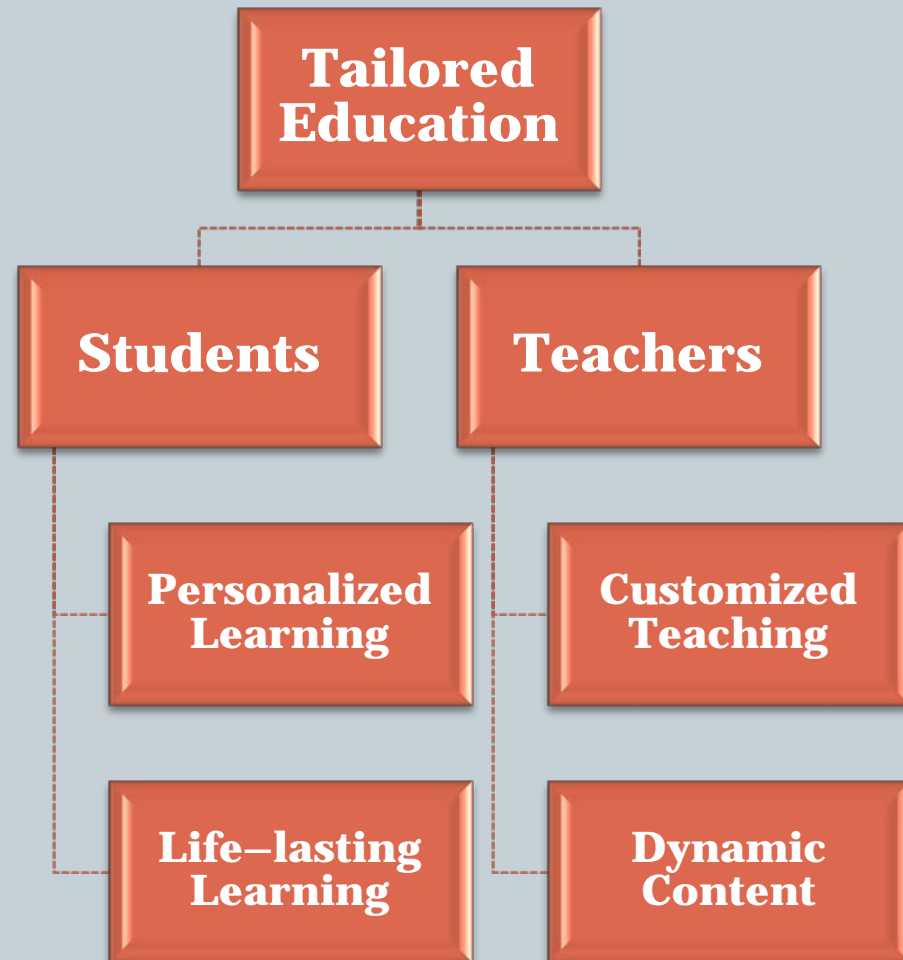 Tailored
Education
Students
Teachers
Personalized
Learning
Customized
Teaching
Life–lasting
Learning
Dynamic
Content